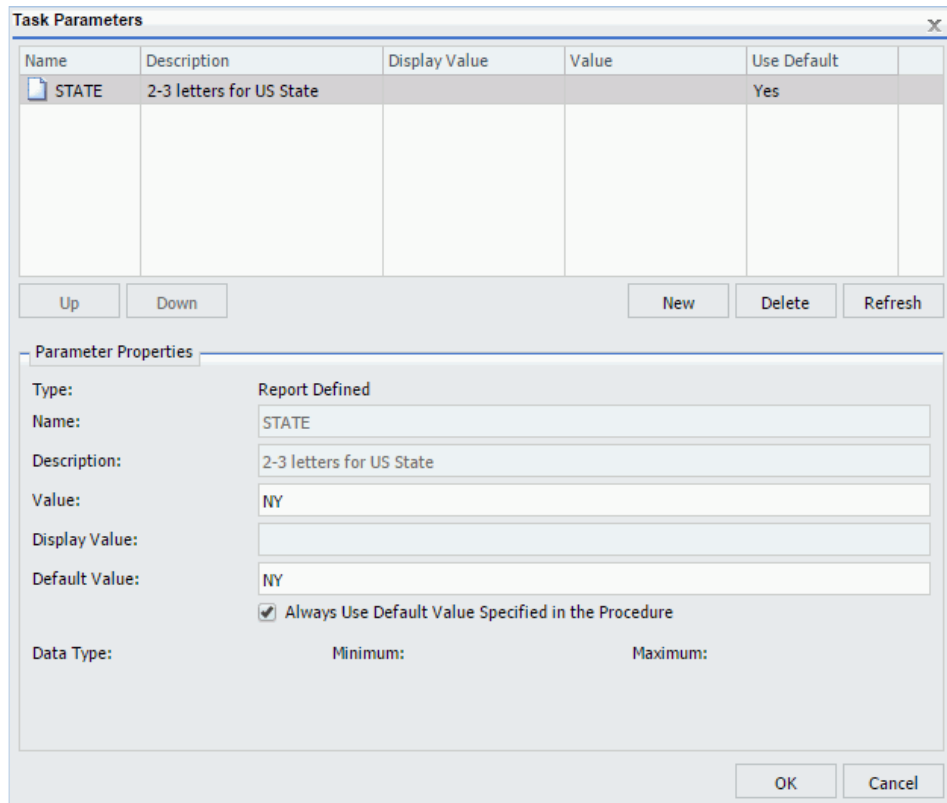 Task Parameters
Name Description Display Value Value Use Default
STATE 2-3 letters for US State Yes
Up Down New Delete Refresh
Parameter Properties
Type: Report Defined
Name: STATE
Description: 2-3 letters for US State
Value: NY
Display Value:
Default Value: NY
Always Use Default Value Specified in the Procedure
Data Type: Minimum: Maximum:
OK Cancel